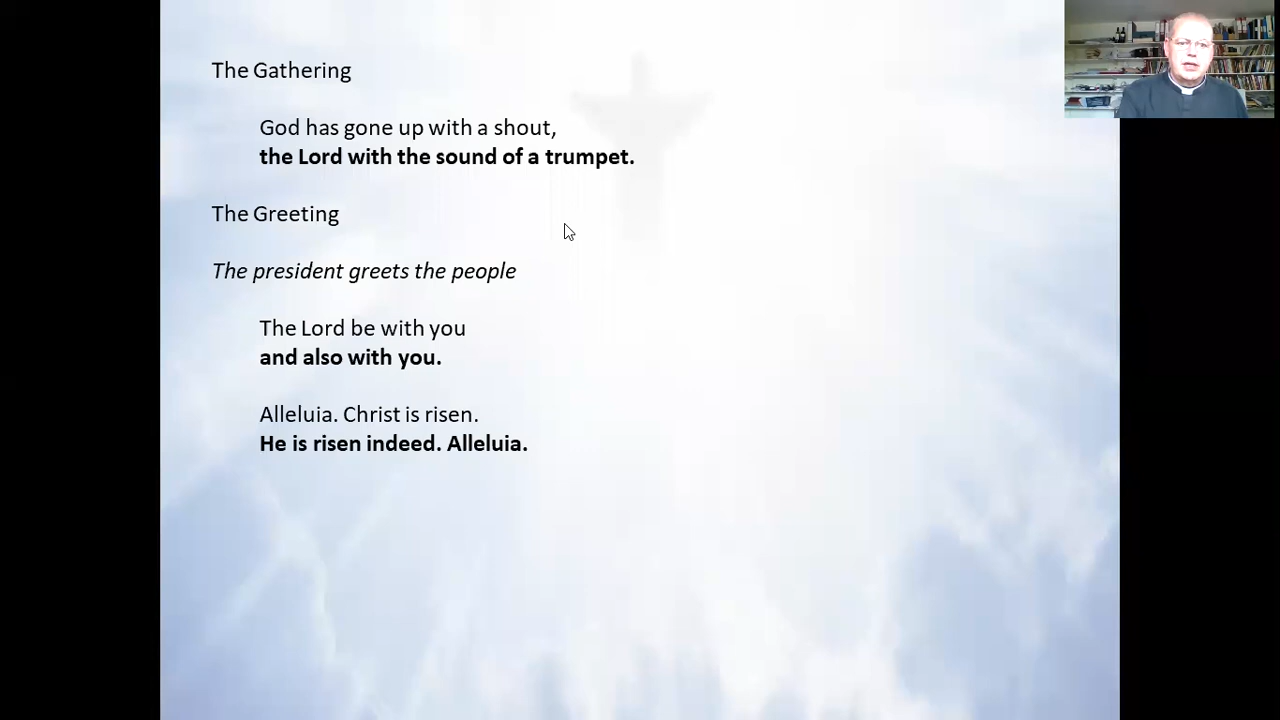 The Gathering
God has gone up with a shout,
the Lord with the sound of a trumpet.
The Greeting
The president greets the people
The Lord be with you
and also with you.
Alleluia. Christ is risen.
He is risen indeed. Alleluia.